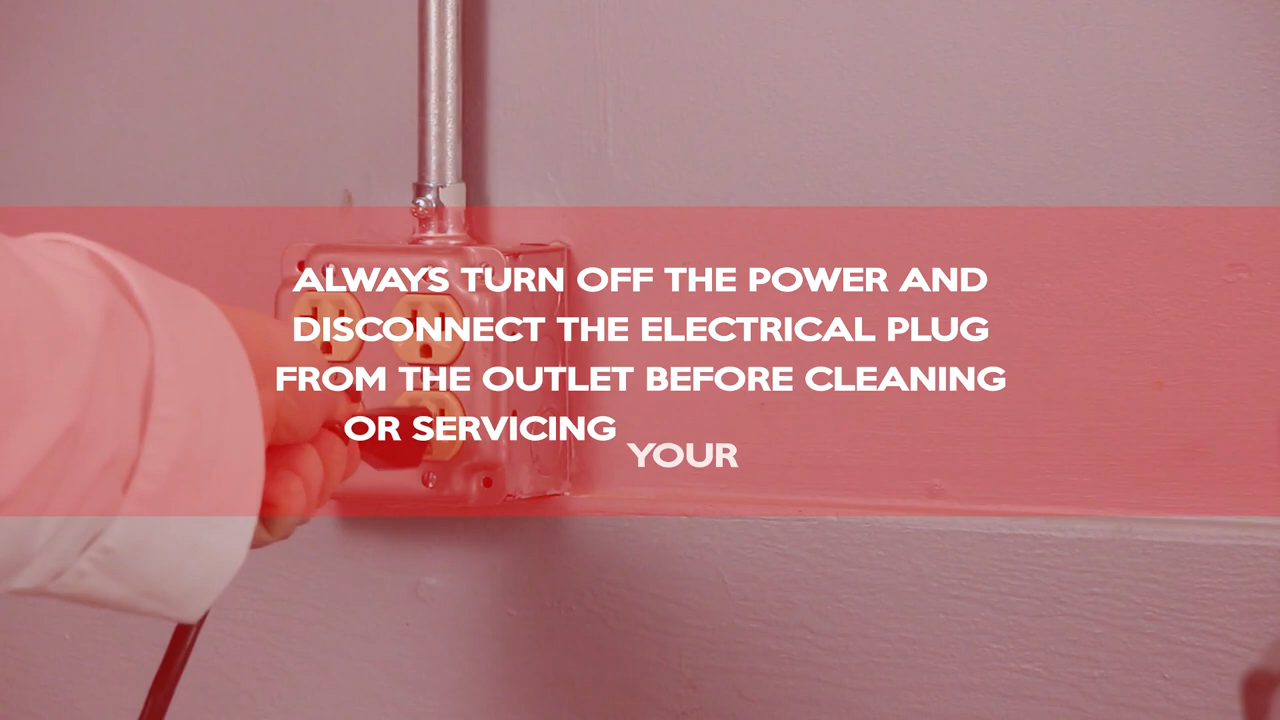 ALWAYS TURN OFF THE POWER AND
DISCONNECT THE ELECTRICAL PLUG
FROM THE OUTLET BEFORE CLEANING
OR SERVICING YOUR